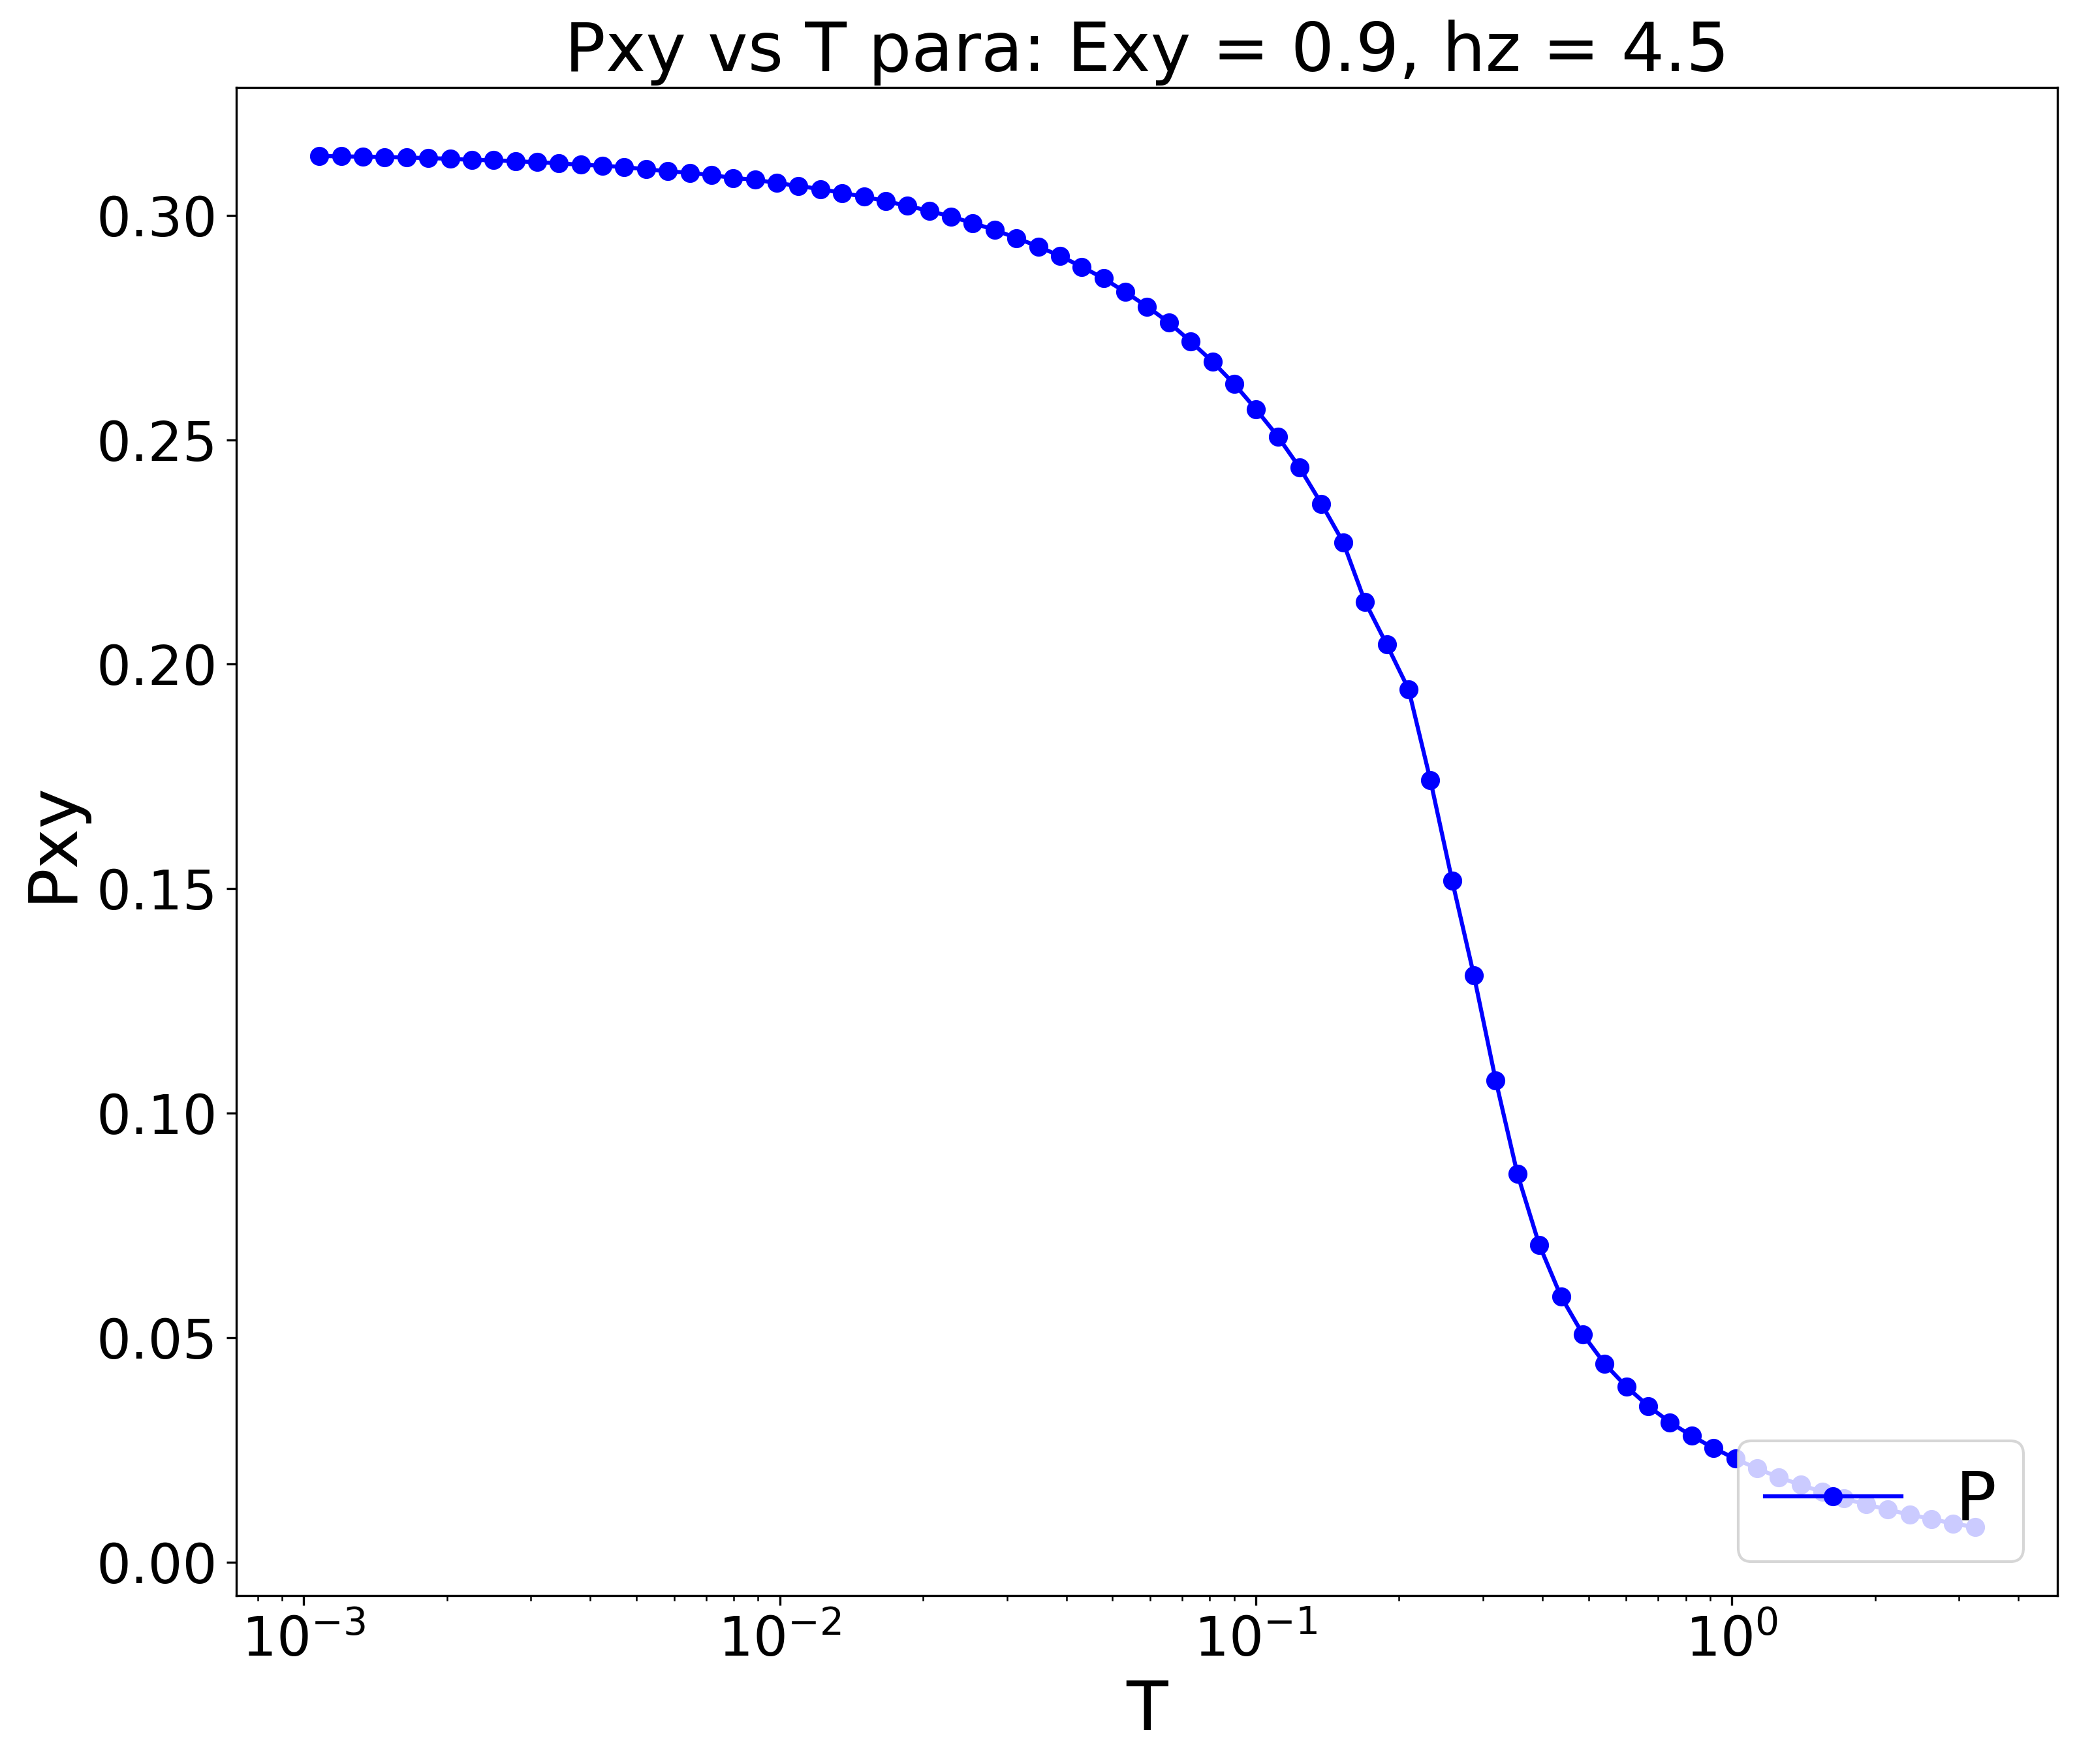 Pxy vs T para: Exy = 0.9, hz = 4.5
Pxy
0.30
0.25
0.20
0.15
0.10
0.05
0.00
10⁻³ 10⁻² 10⁻¹ 10⁰
T
P